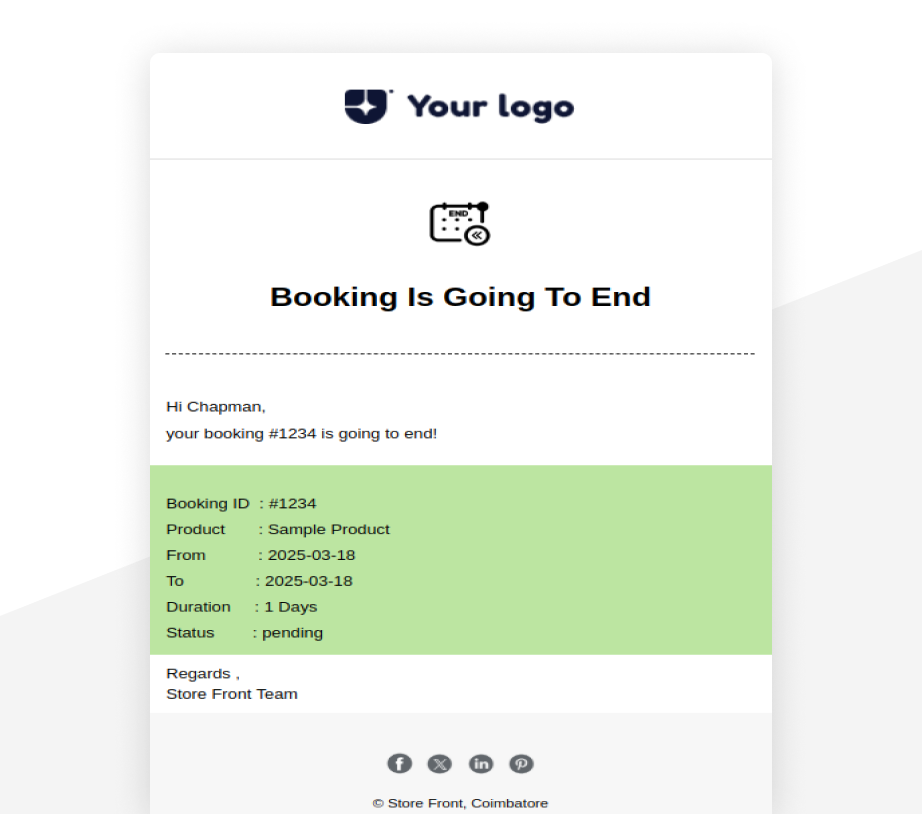 Your logo
END
Booking Is Going To End
Hi Chapman,
your booking #1234 is going to end!
Booking ID : #1234
Product : Sample Product
From : 2025-03-18
To : 2025-03-18
Duration : 1 Days
Status : pending
Regards ,
Store Front Team
© Store Front, Coimbatore